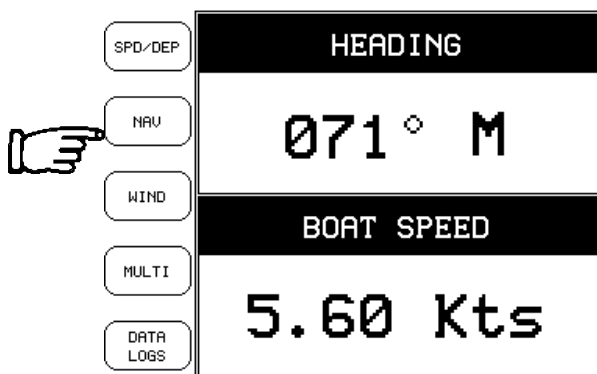 SPD/DEP
NAV
WIND
MULTI
DATA
LOGS
HEADING
071° M
BOAT SPEED
5.60 Kts